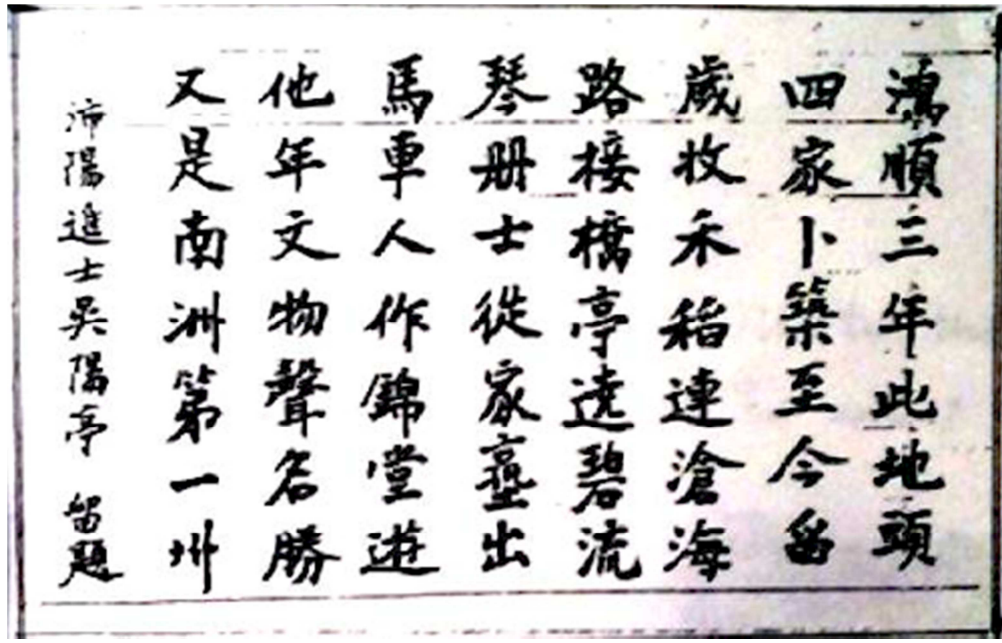 鴻順三年此地頭
四家卜築至今留
歲收禾稻連滄海
路接橋亭遶碧流
琴册士從家塾出
馬車人作錦堂遊
他年文物聲名勝
又是南洲第一州
沛陽進士吳陽亭 留題